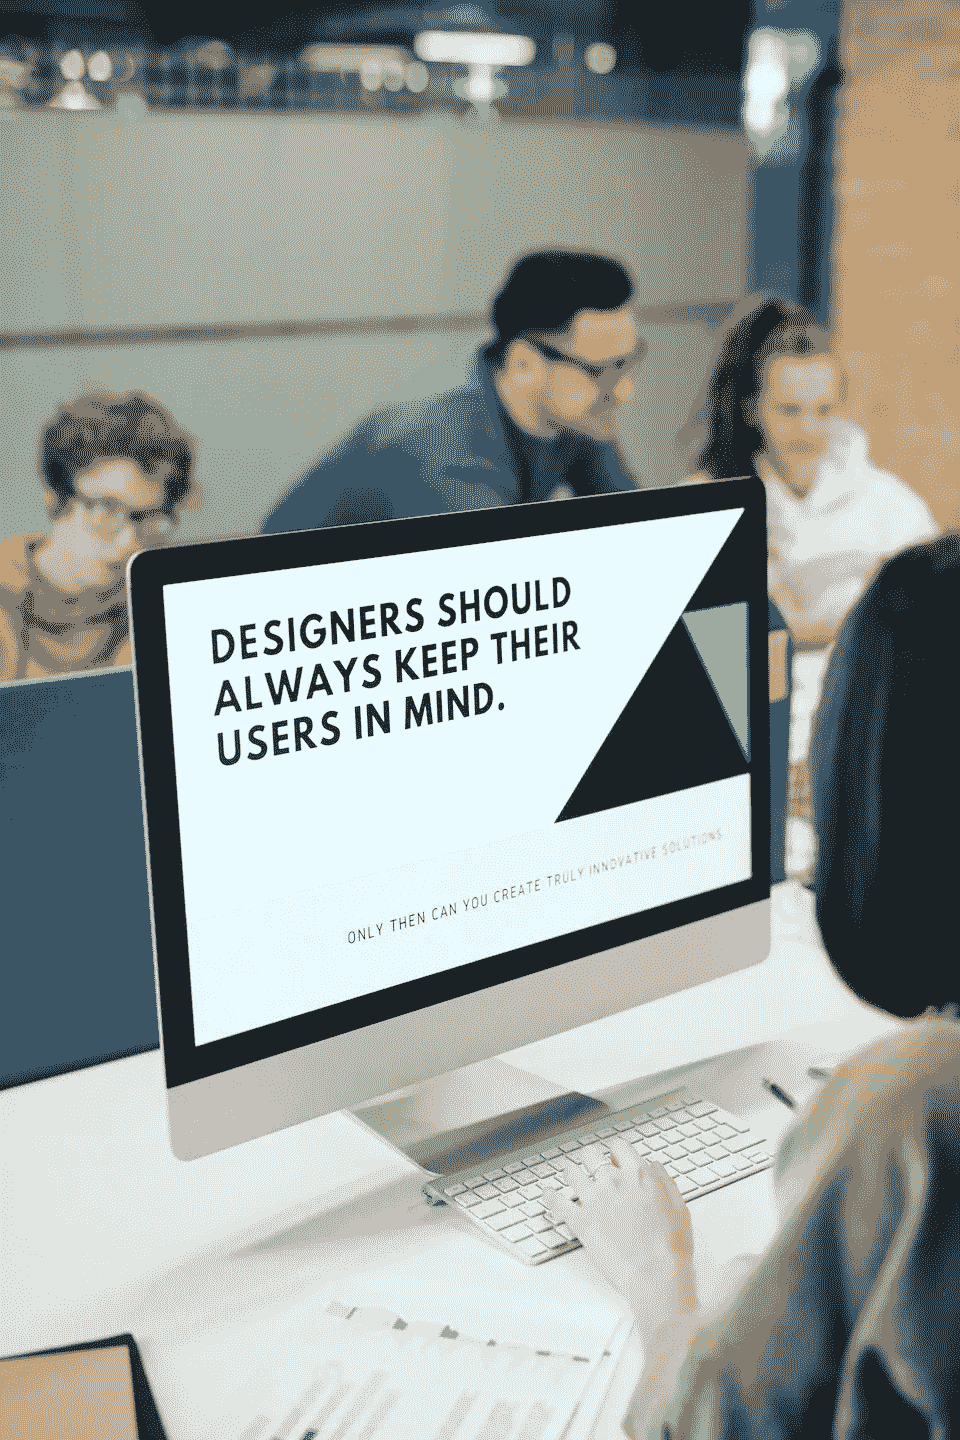 DESIGNERS SHOULD
ALWAYS KEEP THEIR
USERS IN MIND.
ONLY THEN CAN YOU CREATE TRULY INNOVATIVE SOLUTIONS